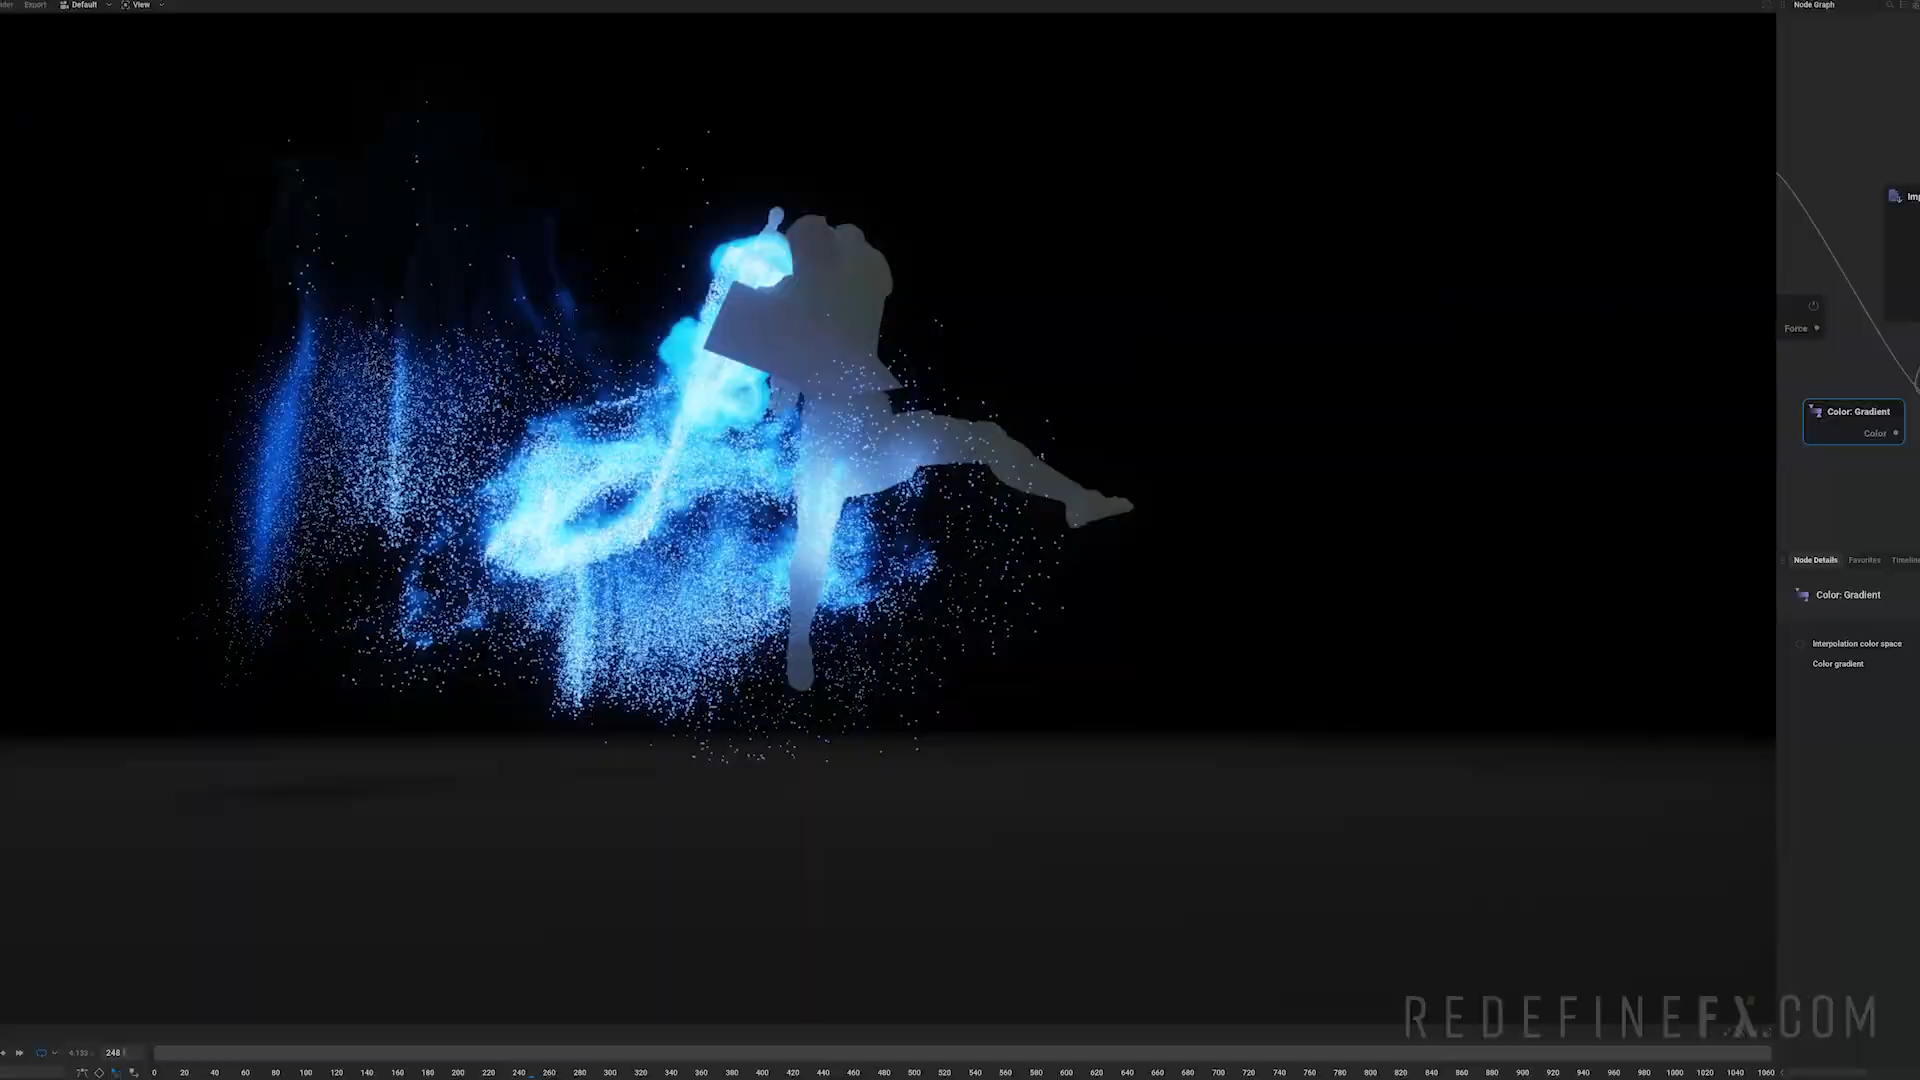 Export Default View Node Graph
Force
Color: Gradient
Color
Node Details Favorites
Color: Gradient
Interpolation color space
Color gradient
REDEFINEFX.COM
4.133 248
0 20 40 60 80 100 120 140 160 180 200 220 240 260 280 300 320 340 360 380 400 420 440 460 480 500 520 540 560 580 600 620 640 660 680 700 720 740 760 780 800 820 840 860 880 900 920 940 960 980 1000 1020 1040 1060